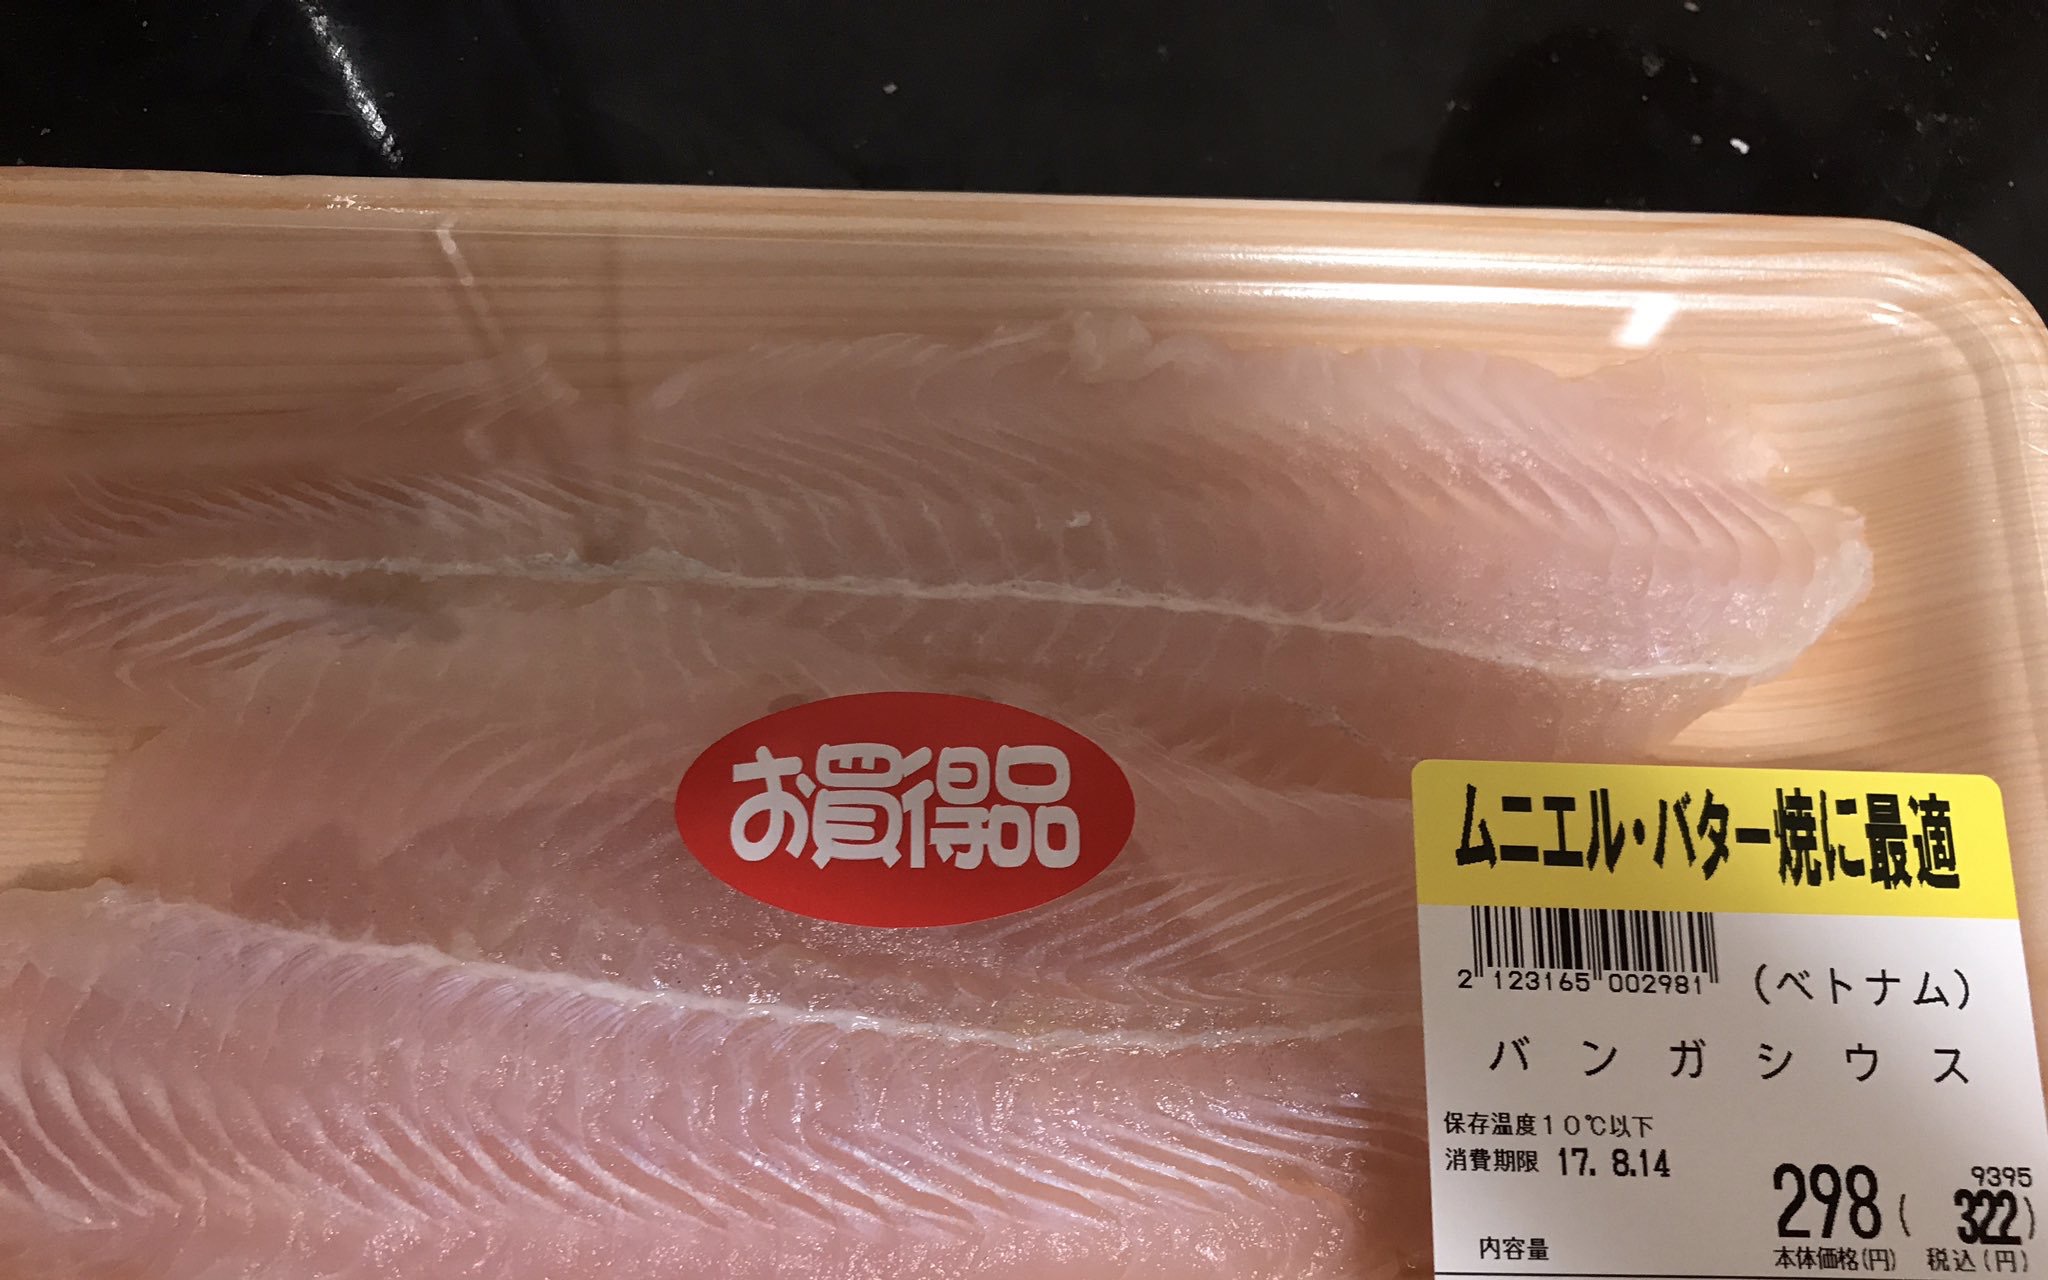 お買得品
ムニエル・バター焼に最適
2 123165 002981
(ベトナム)
バンガシウス
保存温度10℃以下
消費期限 17. 8.14
9395
298 ( 322)
本体価格(円) 税込(円)
内容量